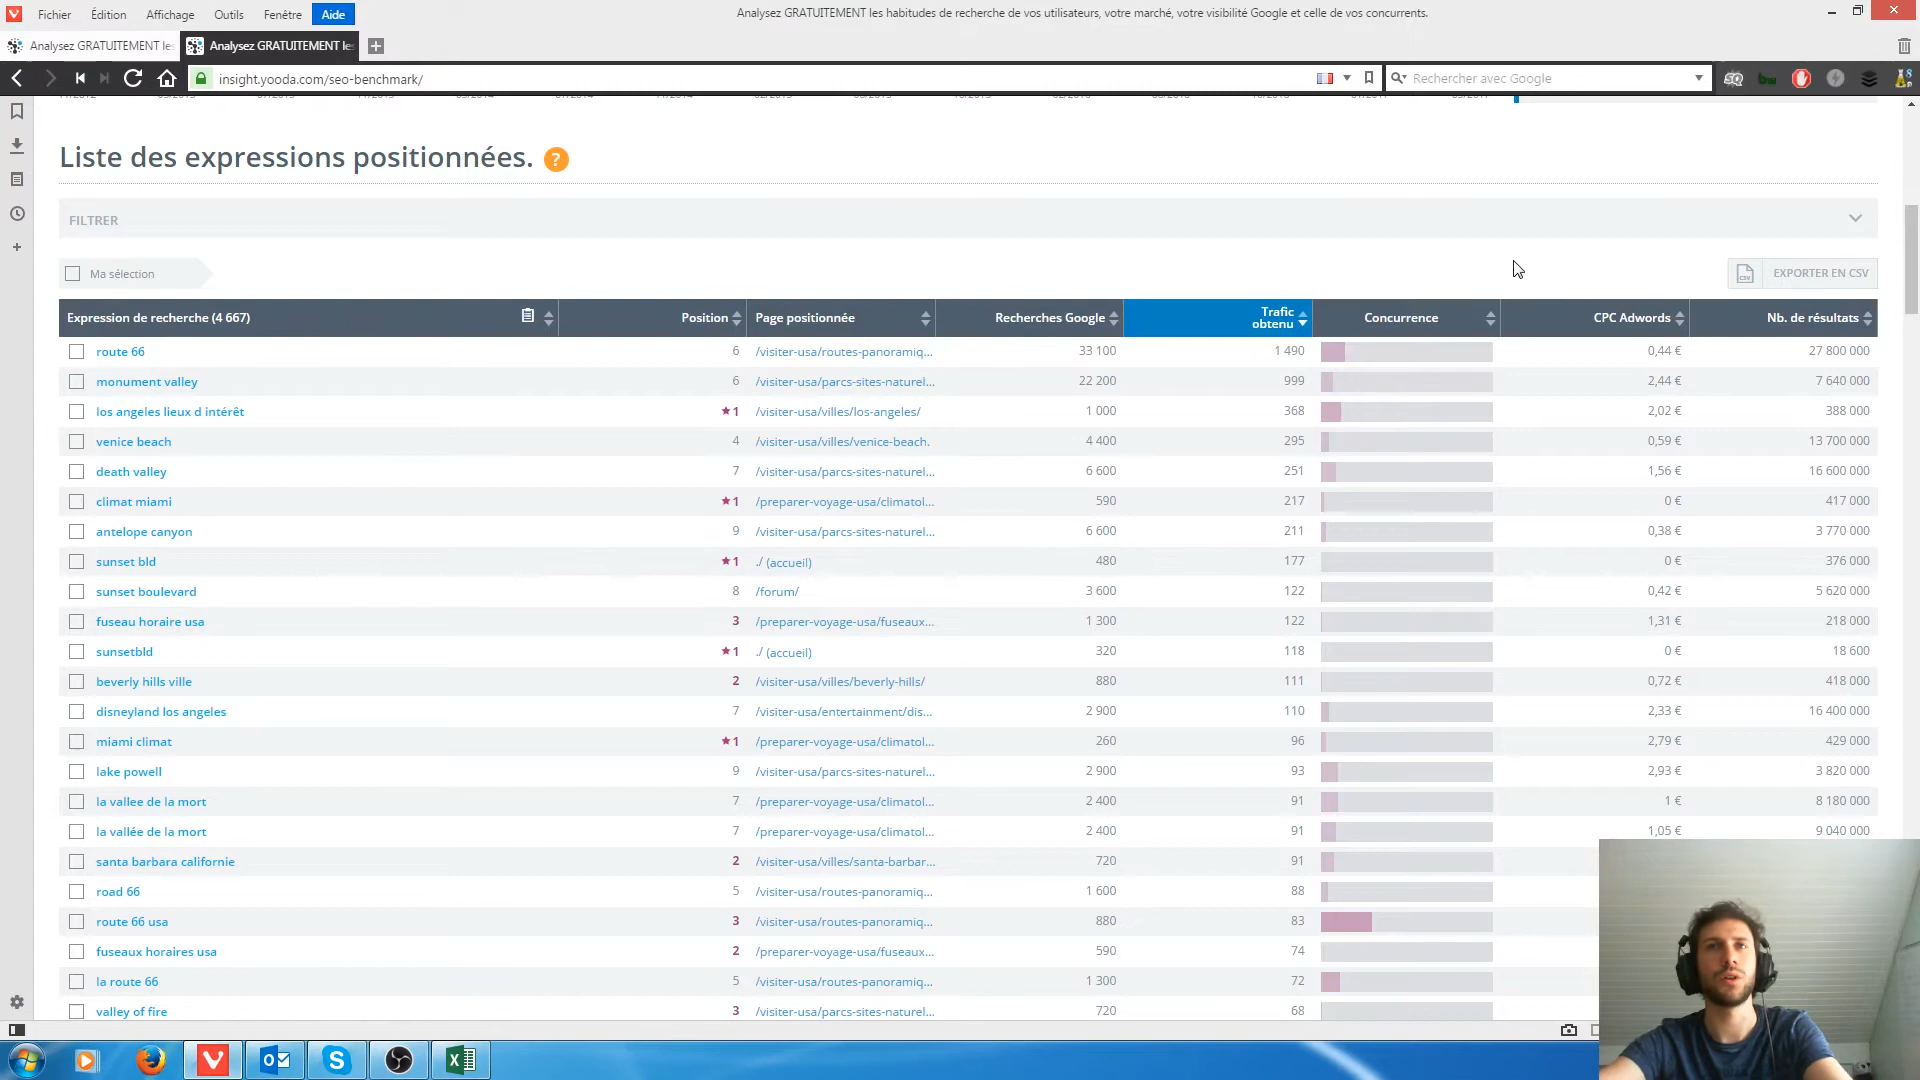 Fichier Édition Affichage Outils Fenêtre Aide
Analysez GRATUITEMENT les habitudes de recherche de vos utilisateurs, votre marché, votre visibilité Google et celle de vos concurrents.
Analysez GRATUITEMENT les Analysez GRATUITEMENT les
insight.yooda.com/seo-benchmark/ Rechercher avec Google
Liste des expressions positionnées. ?
FILTRER
Ma sélection EXPORTER EN CSV
Expression de recherche (4 667) Position Page positionnée Recherches Google Trafic obtenu Concurrence CPC Adwords Nb. de résultats
route 66 6 /visiter-usa/routes-panoramiq... 33 100 1 490 0,44 € 27 800 000
monument valley 6 /visiter-usa/parcs-sites-naturel... 22 200 999 2,44 € 7 640 000
los angeles lieux d intérêt ★1 /visiter-usa/villes/los-angeles/ 1 000 368 2,02 € 388 000
venice beach 4 /visiter-usa/villes/venice-beach. 4 400 295 0,59 € 13 700 000
death valley 7 /visiter-usa/parcs-sites-naturel... 6 600 251 1,56 € 16 600 000
climat miami ★1 /preparer-voyage-usa/climatol... 590 217 0 € 417 000
antelope canyon 9 /visiter-usa/parcs-sites-naturel... 6 600 211 0,38 € 3 770 000
sunset bld ★1 ./ (accueil) 480 177 0 € 376 000
sunset boulevard 8 /forum/ 3 600 122 0,42 € 5 620 000
fuseau horaire usa 3 /preparer-voyage-usa/fuseaux... 1 300 122 1,31 € 218 000
sunsetbld ★1 ./ (accueil) 320 118 0 € 18 600
beverly hills ville 2 /visiter-usa/villes/beverly-hills/ 880 111 0,72 € 418 000
disneyland los angeles 7 /visiter-usa/entertainment/dis... 2 900 110 2,33 € 16 400 000
miami climat ★1 /preparer-voyage-usa/climatol... 260 96 2,79 € 429 000
lake powell 9 /visiter-usa/parcs-sites-naturel... 2 900 93 2,93 € 3 820 000
la vallee de la mort 7 /preparer-voyage-usa/climatol... 2 400 91 1 € 8 180 000
la vallée de la mort 7 /preparer-voyage-usa/climatol... 2 400 91 1,05 € 9 040 000
santa barbara californie 2 /visiter-usa/villes/santa-barbar... 720 91
road 66 5 /visiter-usa/routes-panoramiq... 1 600 88
route 66 usa 3 /visiter-usa/routes-panoramiq... 880 83
fuseaux horaires usa 2 /preparer-voyage-usa/fuseaux... 590 74
la route 66 5 /visiter-usa/routes-panoramiq... 1 300 72
valley of fire 3 /visiter-usa/parcs-sites-naturel... 720 68